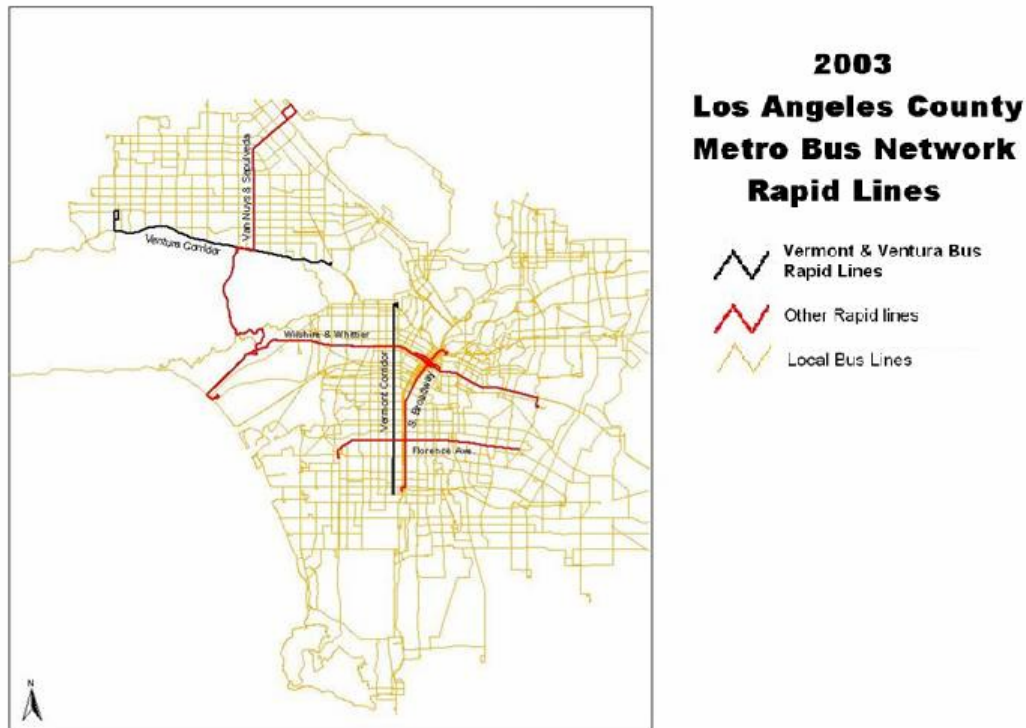 2003
Los Angeles County
Metro Bus Network
Rapid Lines
Vermont & Ventura Bus
Rapid Lines
Other Rapid lines
Local Bus Lines
Van Nuys & Sepulveda
Ventura Corridor
Wilshire & Whittier
Vermont Corridor
S. Broadway
Florence Ave.
N